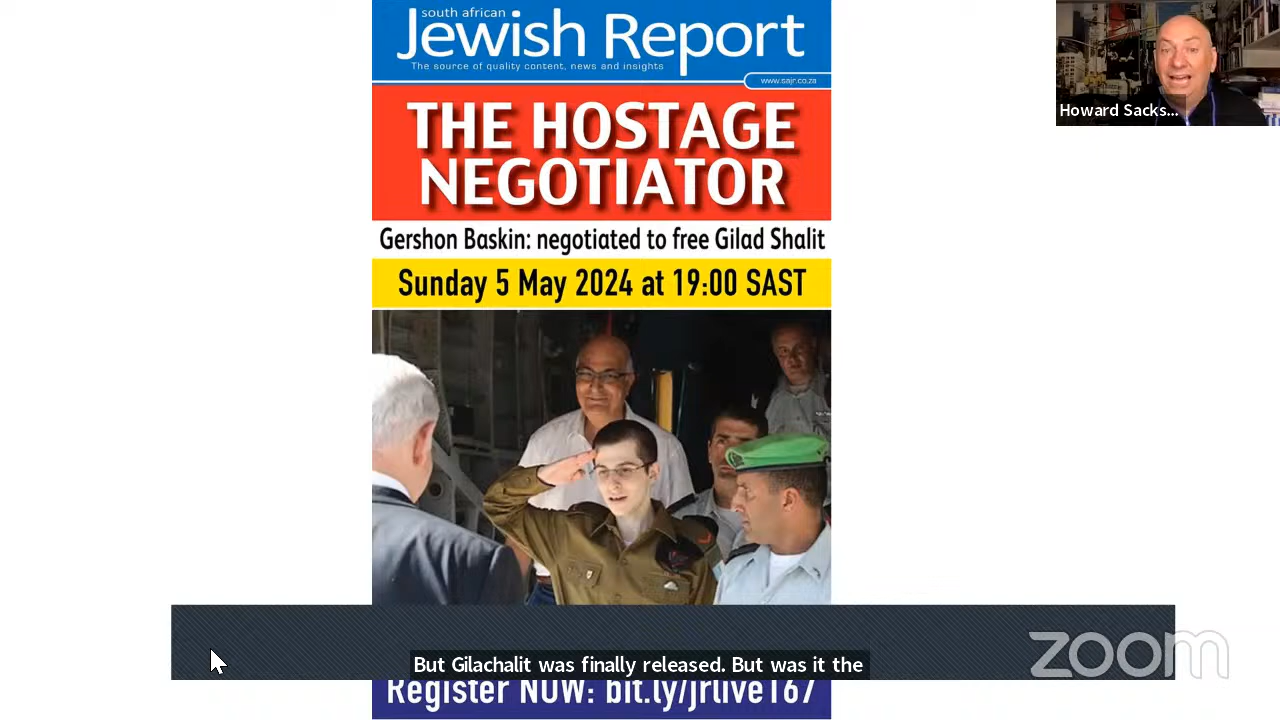 south african
Jewish Report
The source of quality content, news and insights
www.sajr.co.za
THE HOSTAGE
NEGOTIATOR
Gershon Baskin: negotiated to free Gilad Shalit
Sunday 5 May 2024 at 19:00 SAST
Howard Sacks...
But Gilachalit was finally released. But was it the
zoom
Register NOW: bit.ly/jrlive167